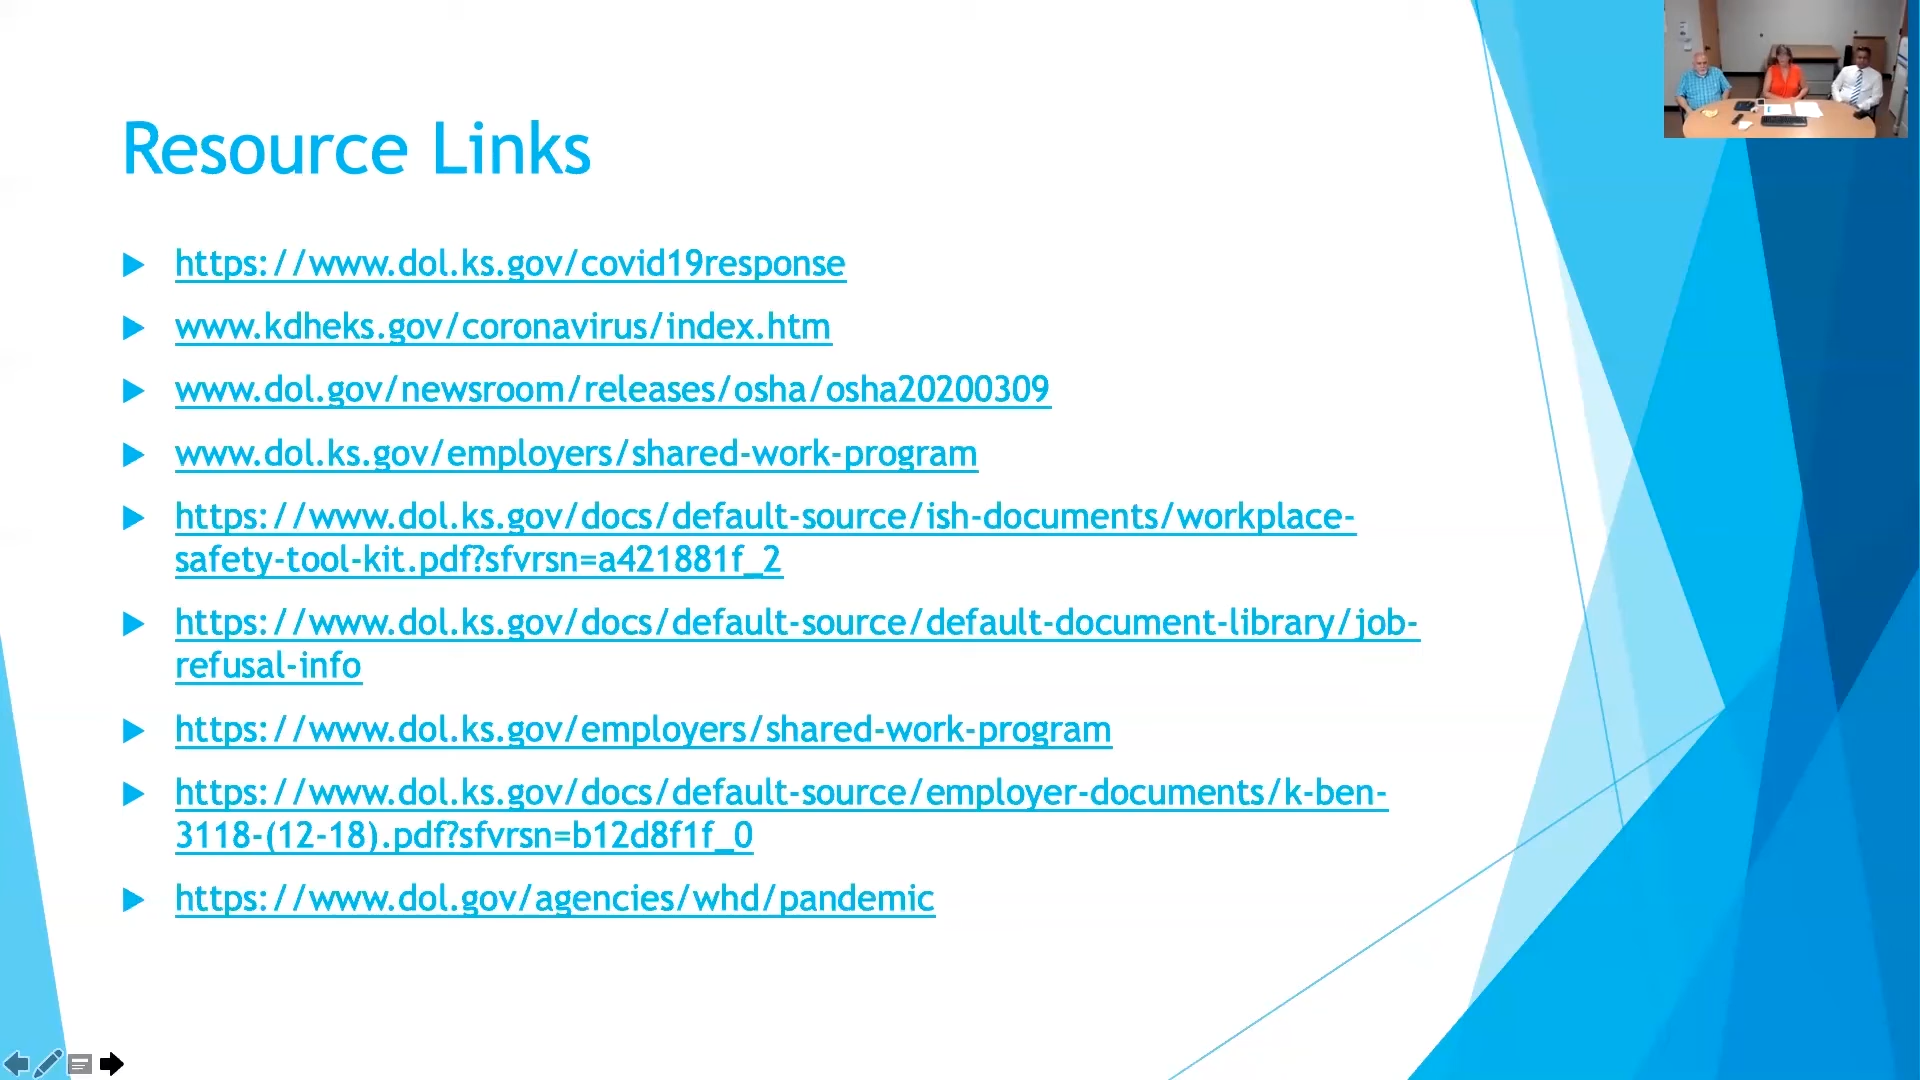 Resource Links
https://www.dol.ks.gov/covid19response
www.kdheks.gov/coronavirus/index.htm
www.dol.gov/newsroom/releases/osha/osha20200309
www.dol.ks.gov/employers/shared-work-program
https://www.dol.ks.gov/docs/default-source/ish-documents/workplace-
safety-tool-kit.pdf?sfvrsn=a421881f_2
https://www.dol.ks.gov/docs/default-source/default-document-library/job-
refusal-info
https://www.dol.ks.gov/employers/shared-work-program
https://www.dol.ks.gov/docs/default-source/employer-documents/k-ben-
3118-(12-18).pdf?sfvrsn=b12d8f1f_0
https://www.dol.gov/agencies/whd/pandemic